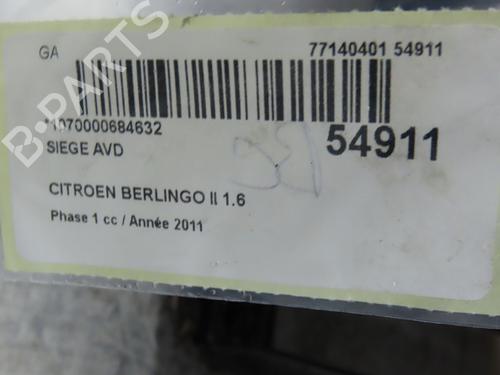 GA
77140401 54911
*1070000684632
54911
SIEGE AVD
CITROEN BERLINGO II 1.6
Phase 1 cc / Année 2011
B-PARTS